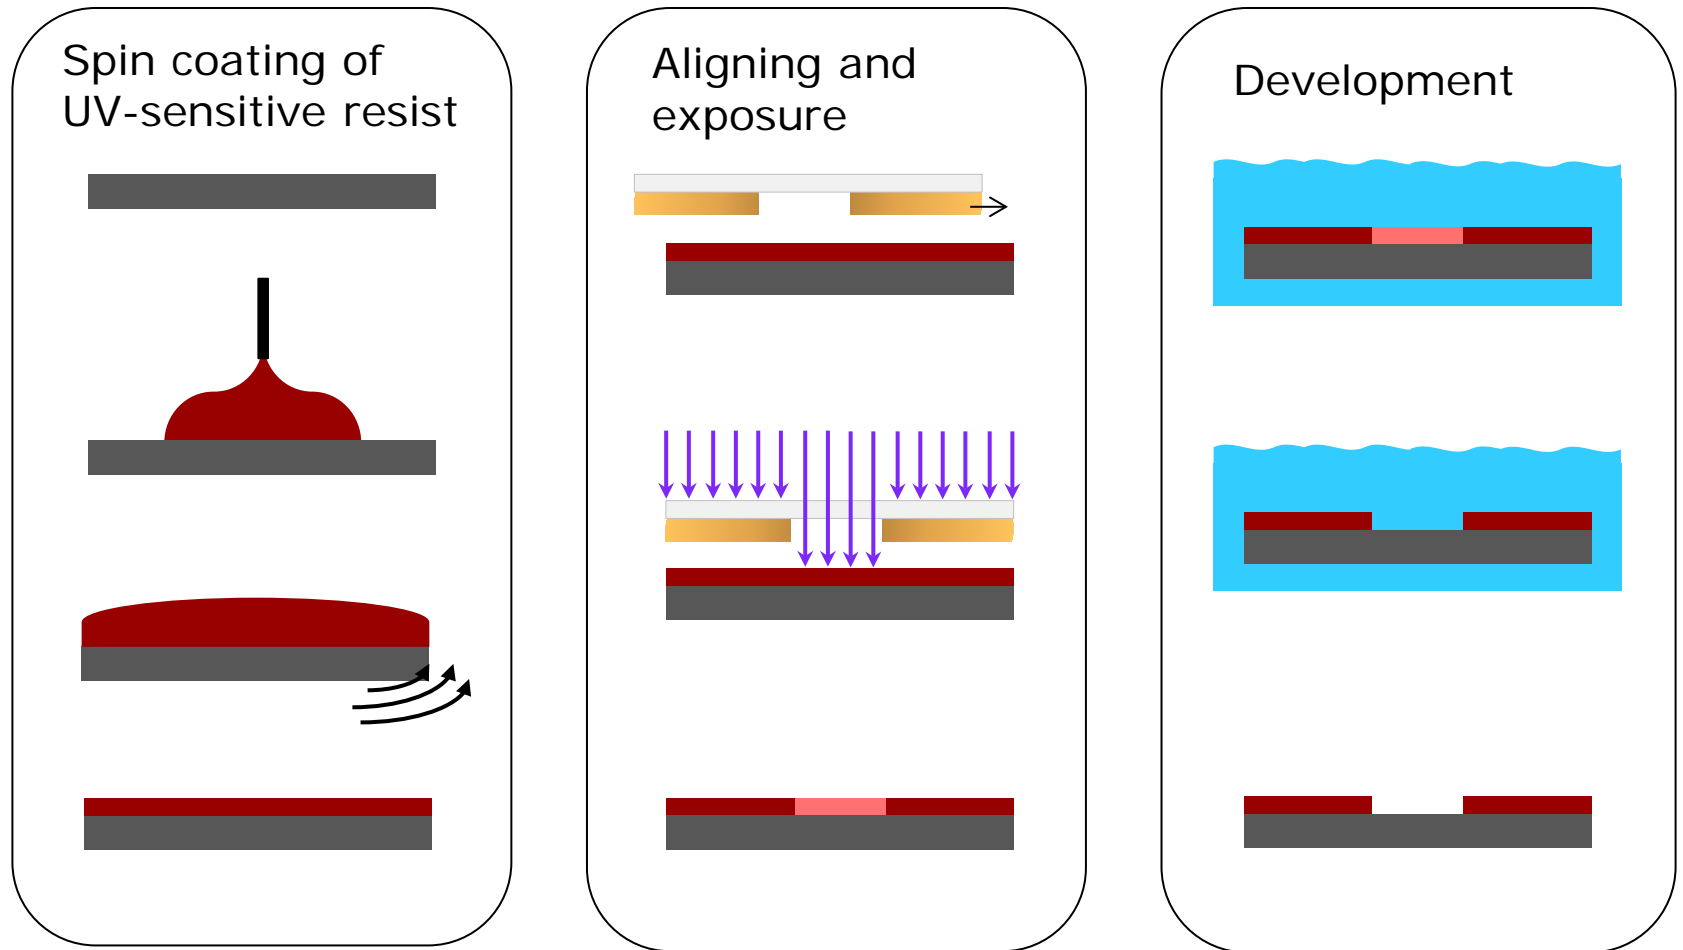 Spin coating of
UV-sensitive resist
Aligning and
exposure
Development